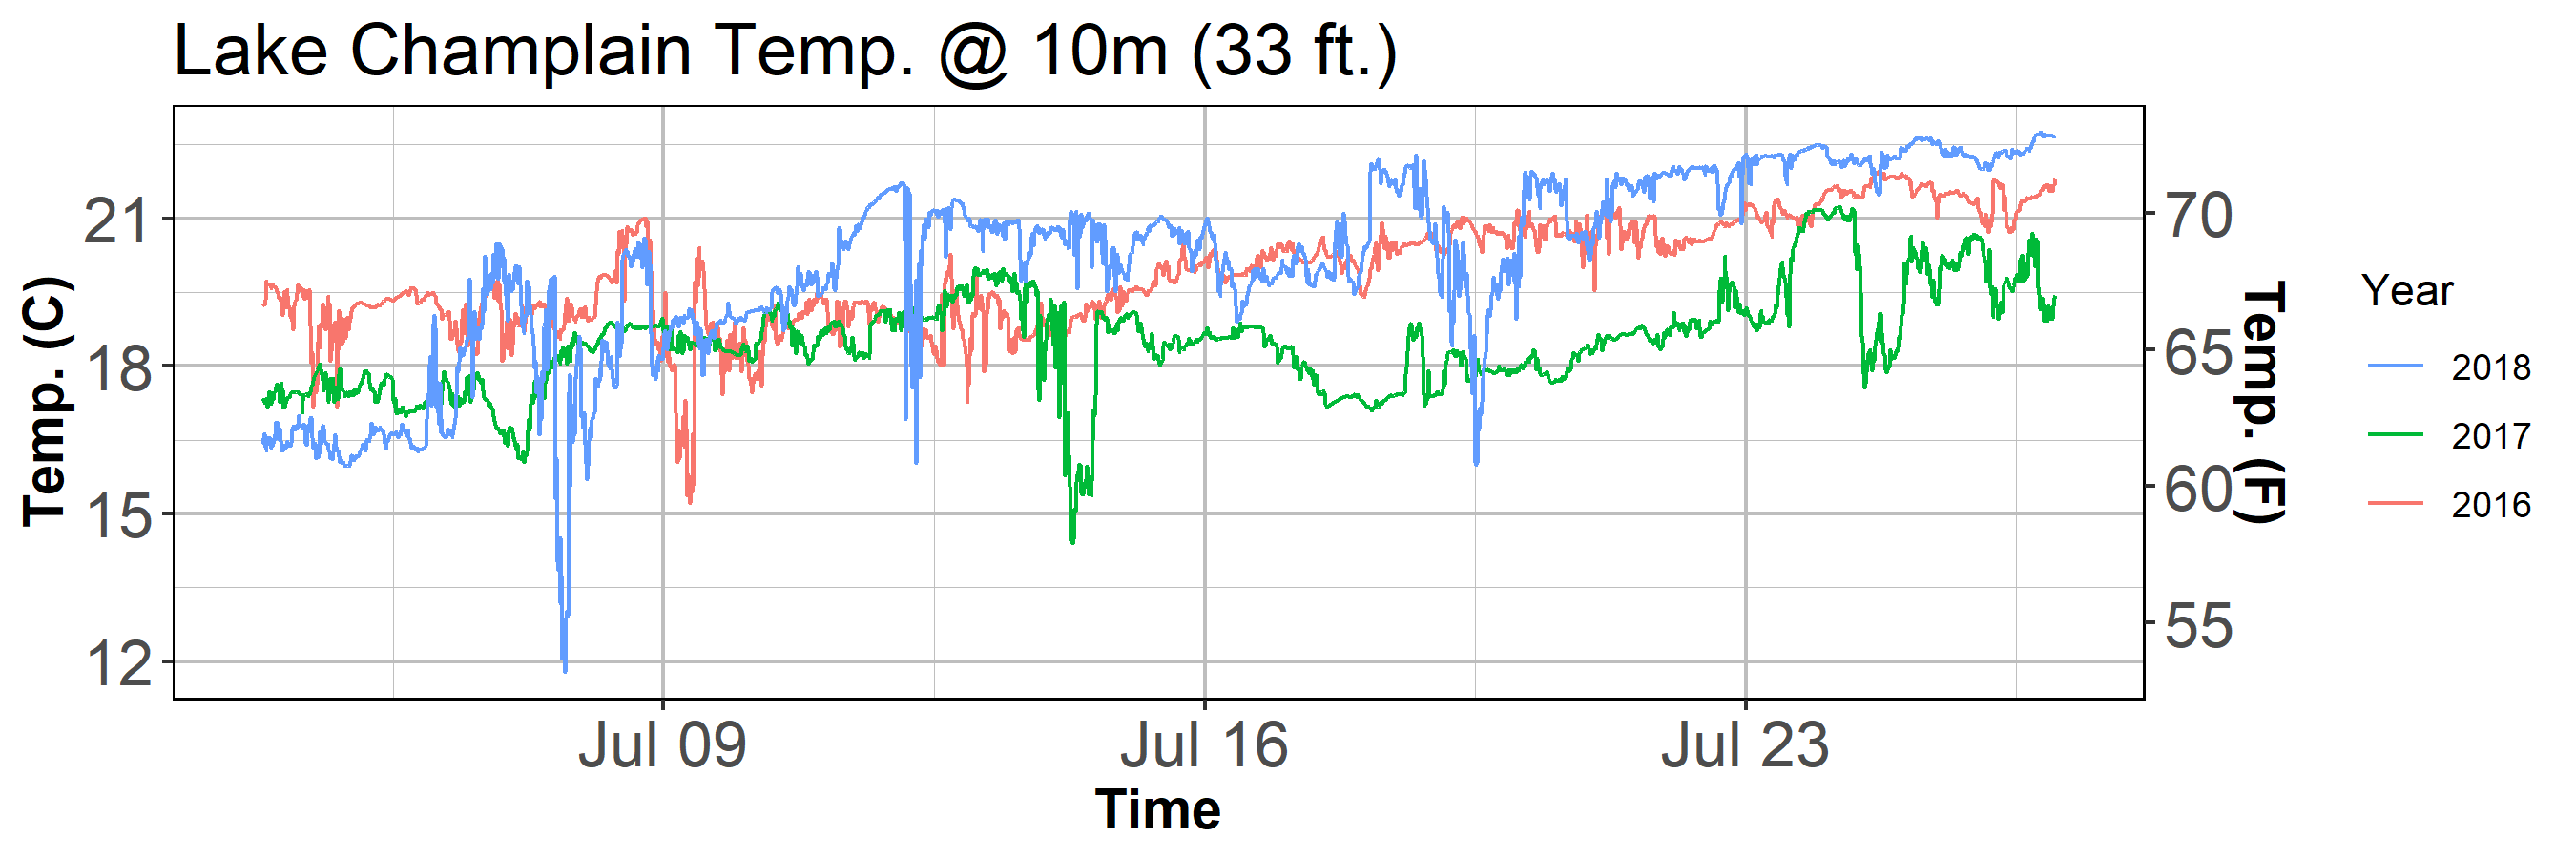 Lake Champlain Temp. @ 10m (33 ft.)
Temp. (C)
21
18
15
12
70
65
60
55
Temp. (F)
Jul 09
Jul 16
Jul 23
Time
Year
2018
2017
2016